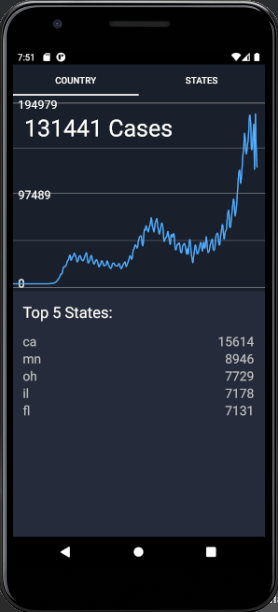 7:51
COUNTRY STATES
194979
131441 Cases
97489
0
Top 5 States:
ca 15614
mn 8946
oh 7729
il 7178
fl 7131